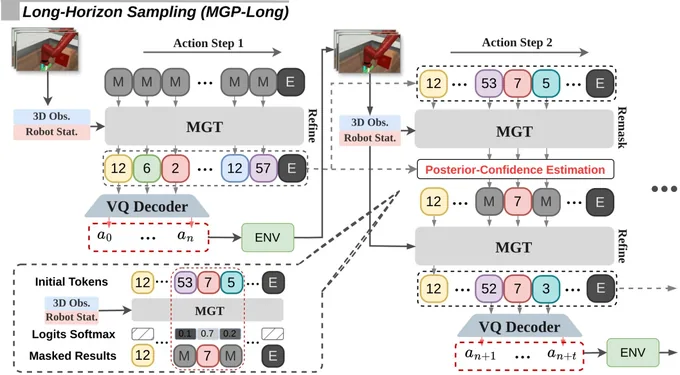 Long-Horizon Sampling (MGP-Long)
Action Step 1
M M M ... M M E
3D Obs.
Robot Stat.
MGT
Refine
12 6 2 ... 12 57 E
VQ Decoder
a0 ... an
ENV
Action Step 2
12 ... 53 7 5 ... E
3D Obs.
Robot Stat.
MGT
Remask
Posterior-Confidence Estimation
12 ... M 7 M ... E
MGT
Refine
12 ... 52 7 3 ... E
VQ Decoder
an+1 ... an+t
ENV
...
Initial Tokens 12 ... 53 7 5 ... E
3D Obs.
Robot Stat.
MGT
Logits Softmax 0.1 0.7 0.2
Masked Results 12 ... M 7 M ... E